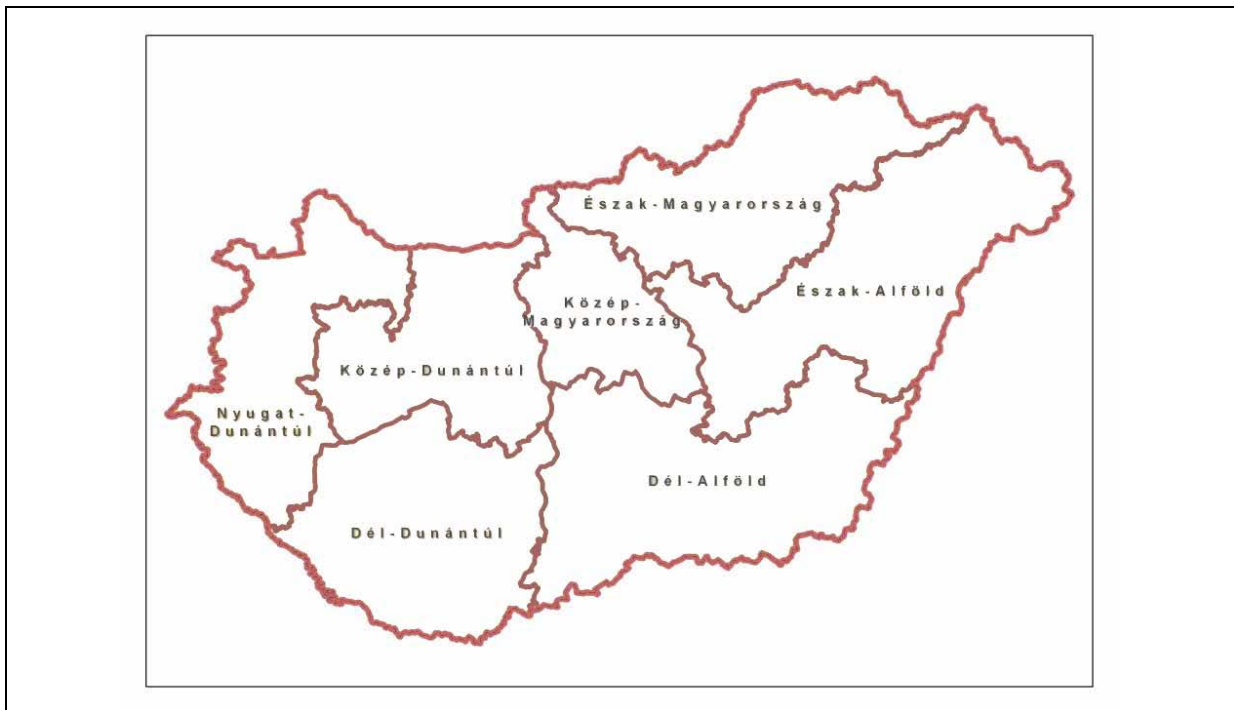 Észak-Magyarország
Észak-Alföld
Közép-
Magyarország
Közép-Dunántúl
Nyugat-
Dunántúl
Dél-Alföld
Dél-Dunántúl